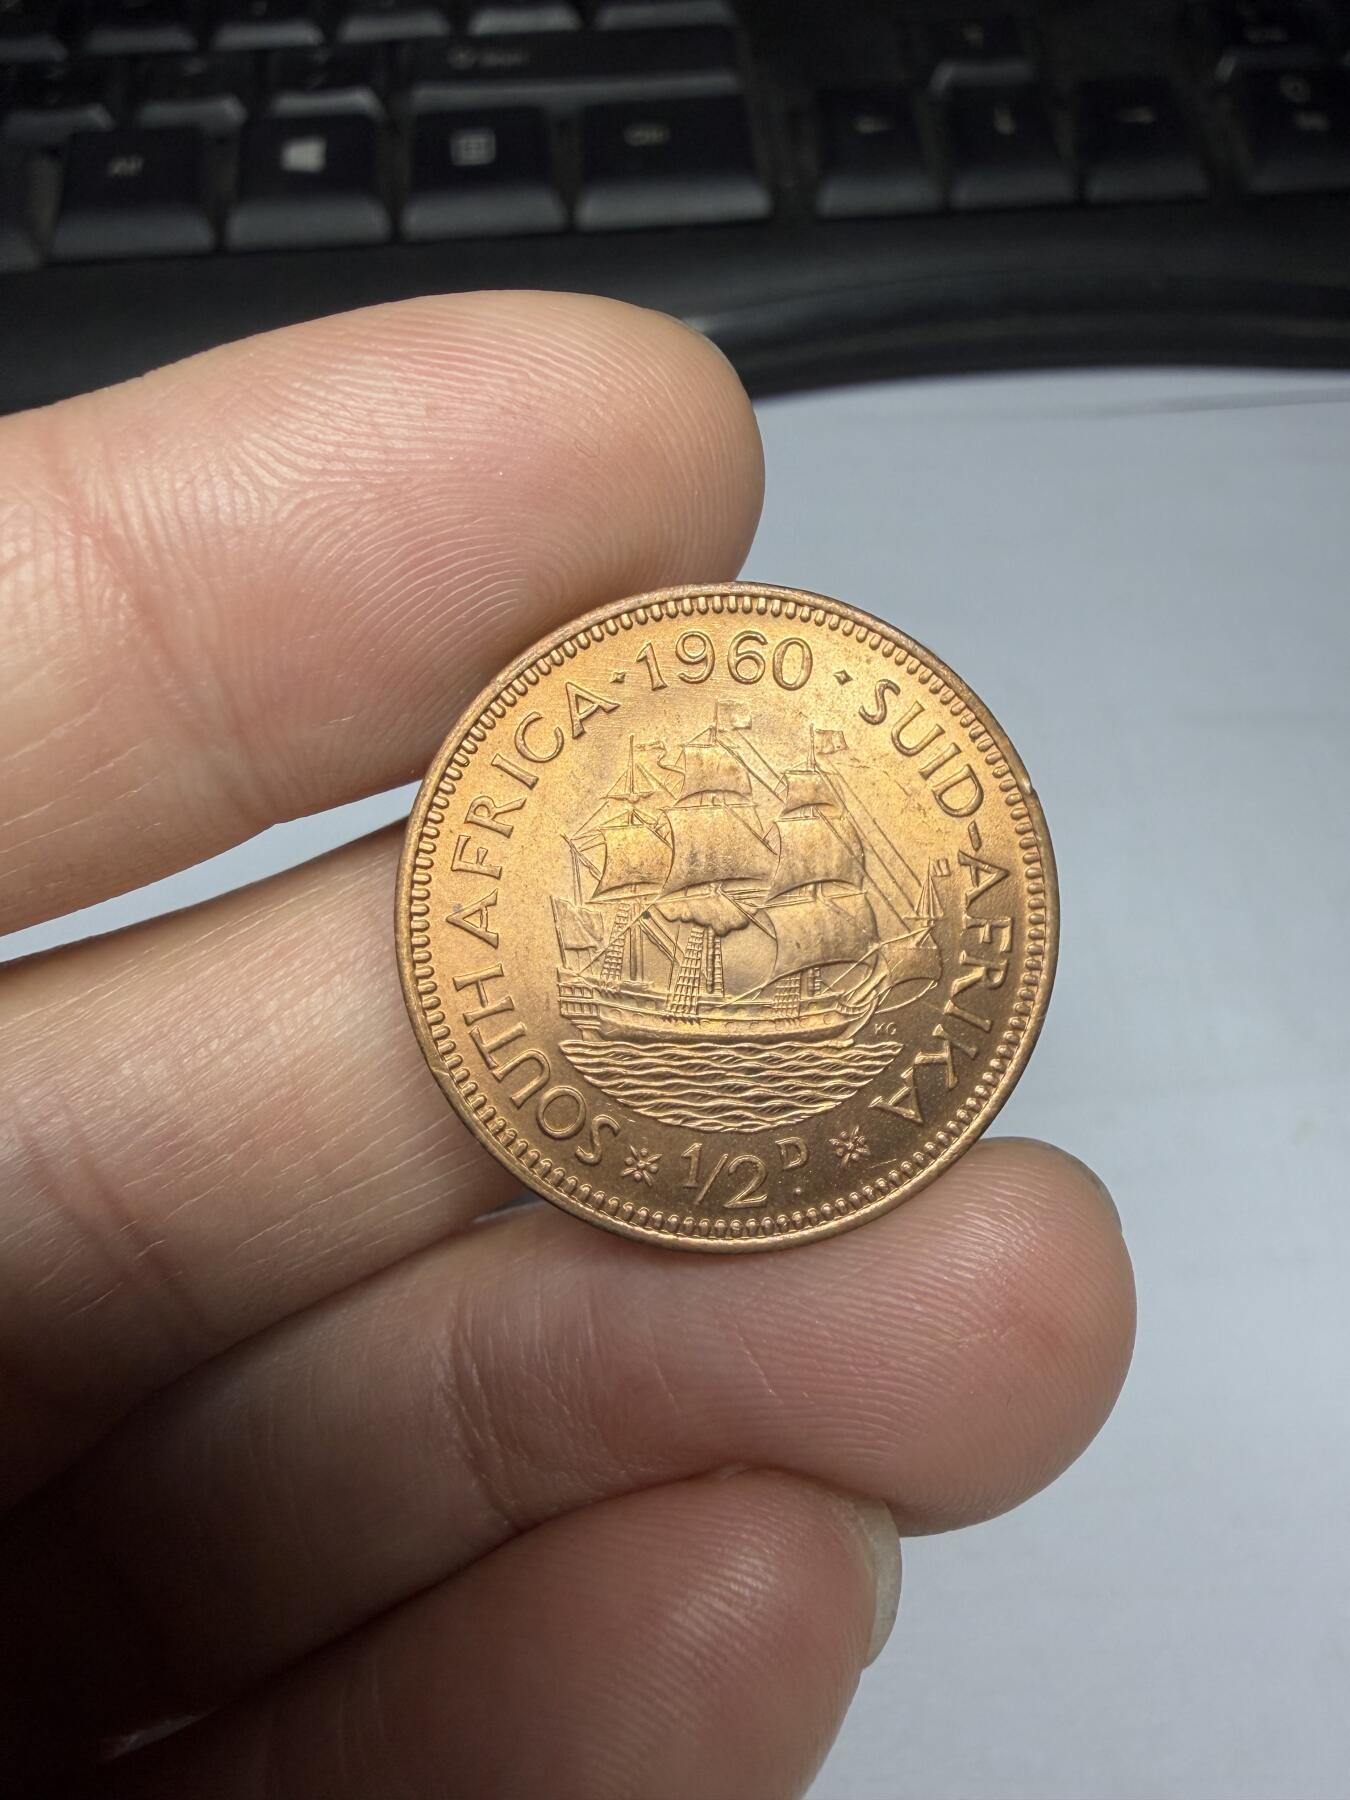 SOUTH AFRICA · 1960 · SUID-AFRIKA
KG
1/2 D.